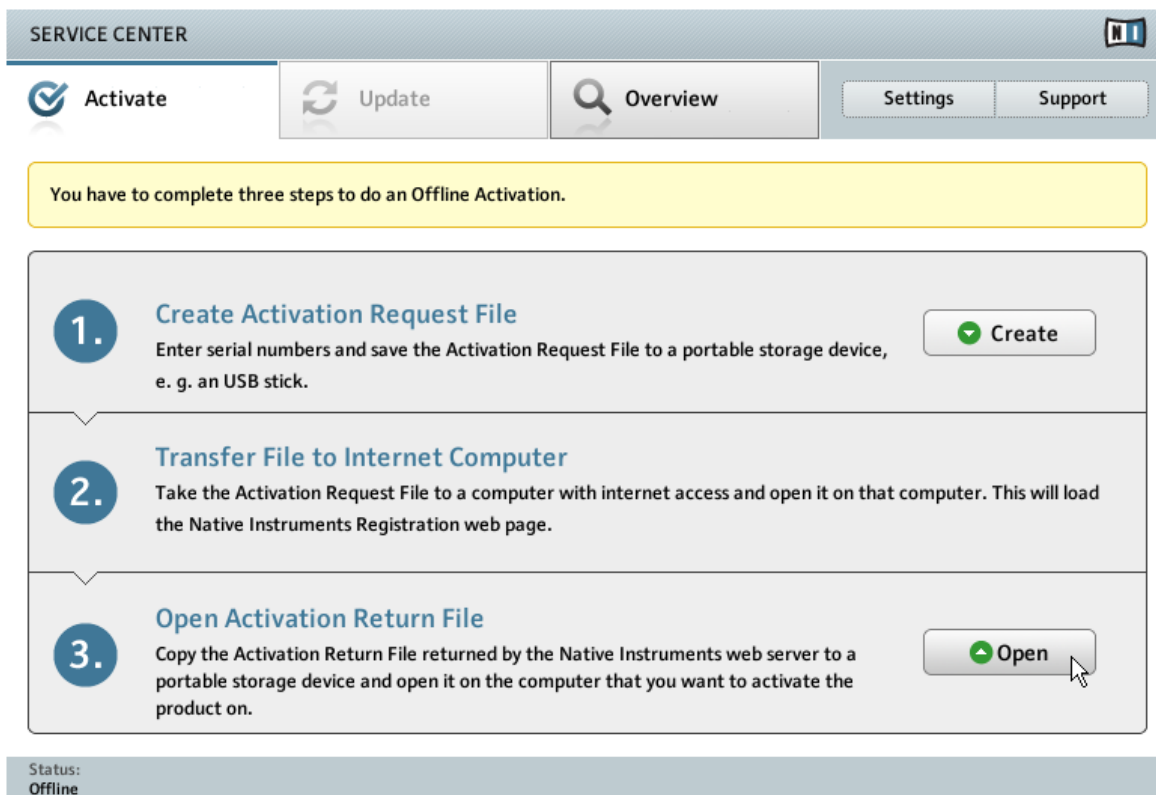 SERVICE CENTER
NI
Activate
Update
Overview
Settings
Support
You have to complete three steps to do an Offline Activation.
1.
Create Activation Request File
Enter serial numbers and save the Activation Request File to a portable storage device,
e. g. an USB stick.
Create
2.
Transfer File to Internet Computer
Take the Activation Request File to a computer with internet access and open it on that computer. This will load
the Native Instruments Registration web page.
3.
Open Activation Return File
Copy the Activation Return File returned by the Native Instruments web server to a
portable storage device and open it on the computer that you want to activate the
product on.
Open
Status:
Offline